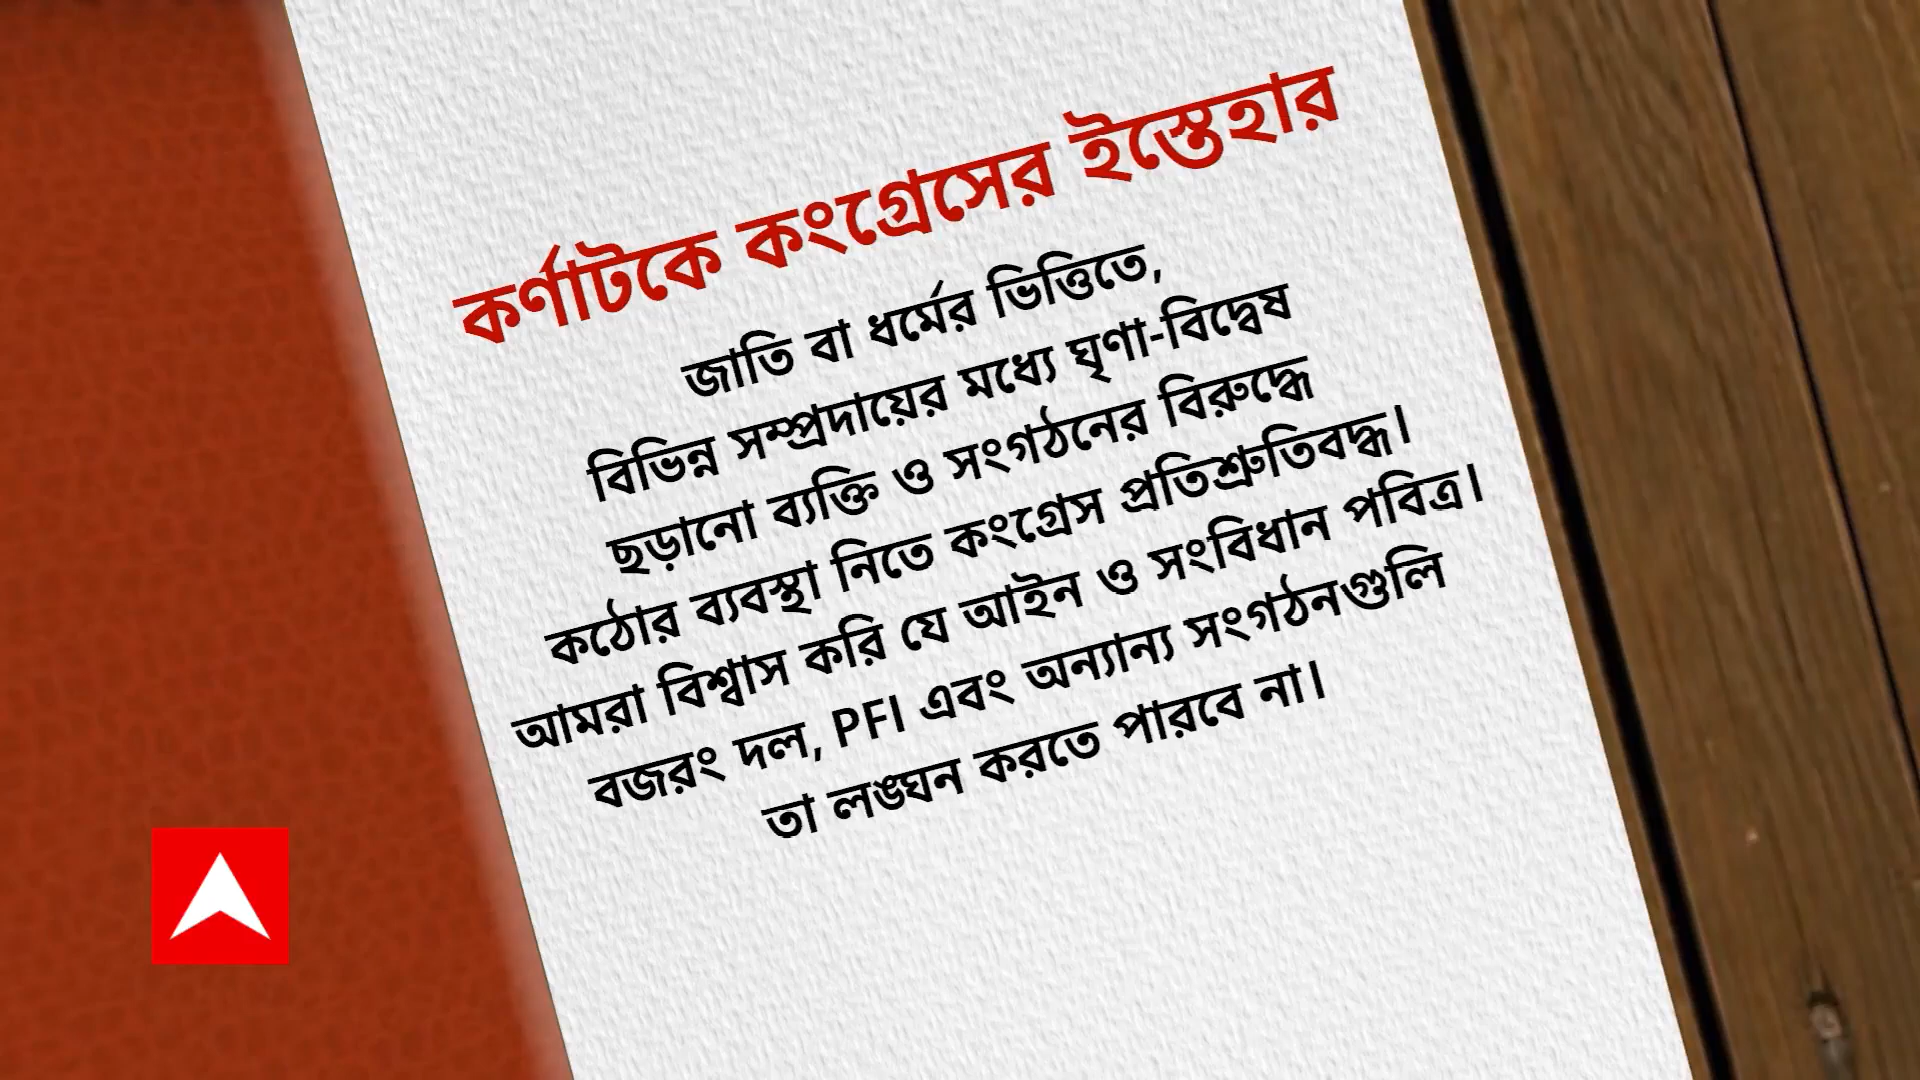 কর্ণাটকে কংগ্রেসের ইস্তেহার
জাতি বা ধর্মের ভিত্তিতে,
বিভিন্ন সম্প্রদায়ের মধ্যে ঘৃণা-বিদ্বেষ
ছড়ানো ব্যক্তি ও সংগঠনের বিরুদ্ধে
কঠোর ব্যবস্থা নিতে কংগ্রেস প্রতিশ্রুতিবদ্ধ।
আমরা বিশ্বাস করি যে আইন ও সংবিধান পবিত্র।
বজরং দল, PFI এবং অন্যান্য সংগঠনগুলি
তা লঙ্ঘন করতে পারবে না।